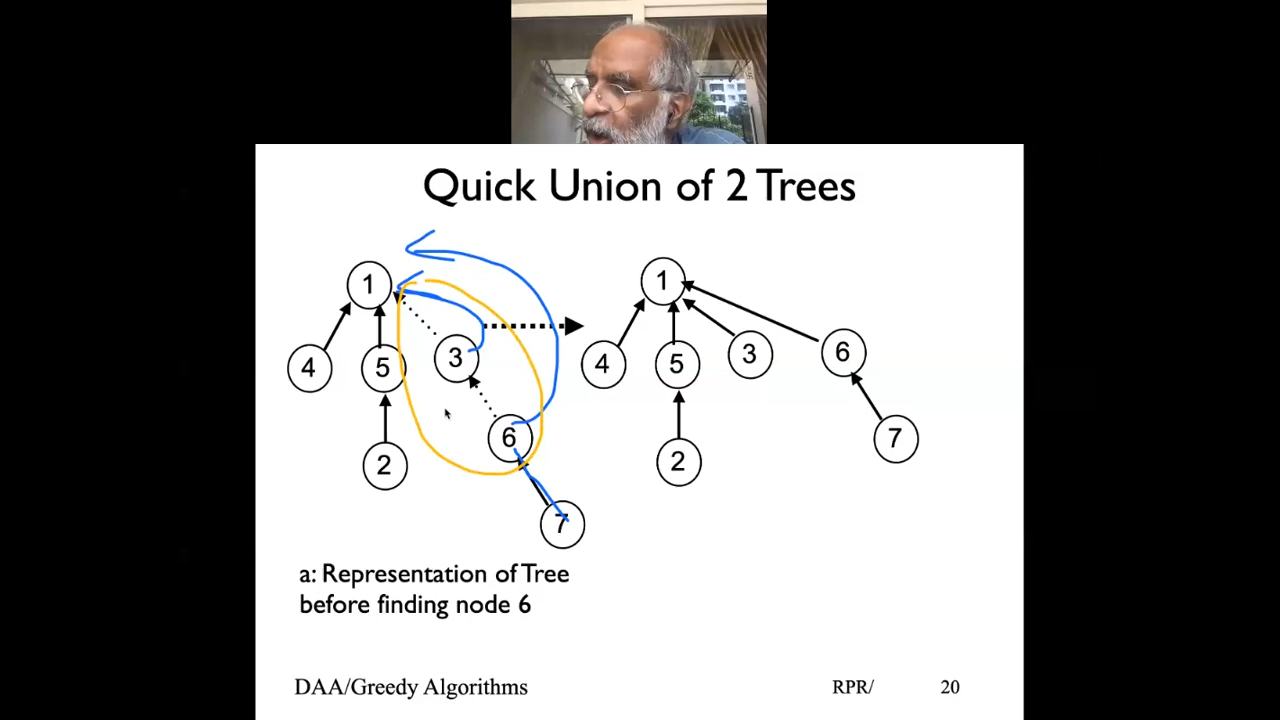 Quick Union of 2 Trees
1 1
4 5 3 4 5 3 6
2 6 2 7
7
a: Representation of Tree
before finding node 6
DAA/Greedy Algorithms RPR/ 20